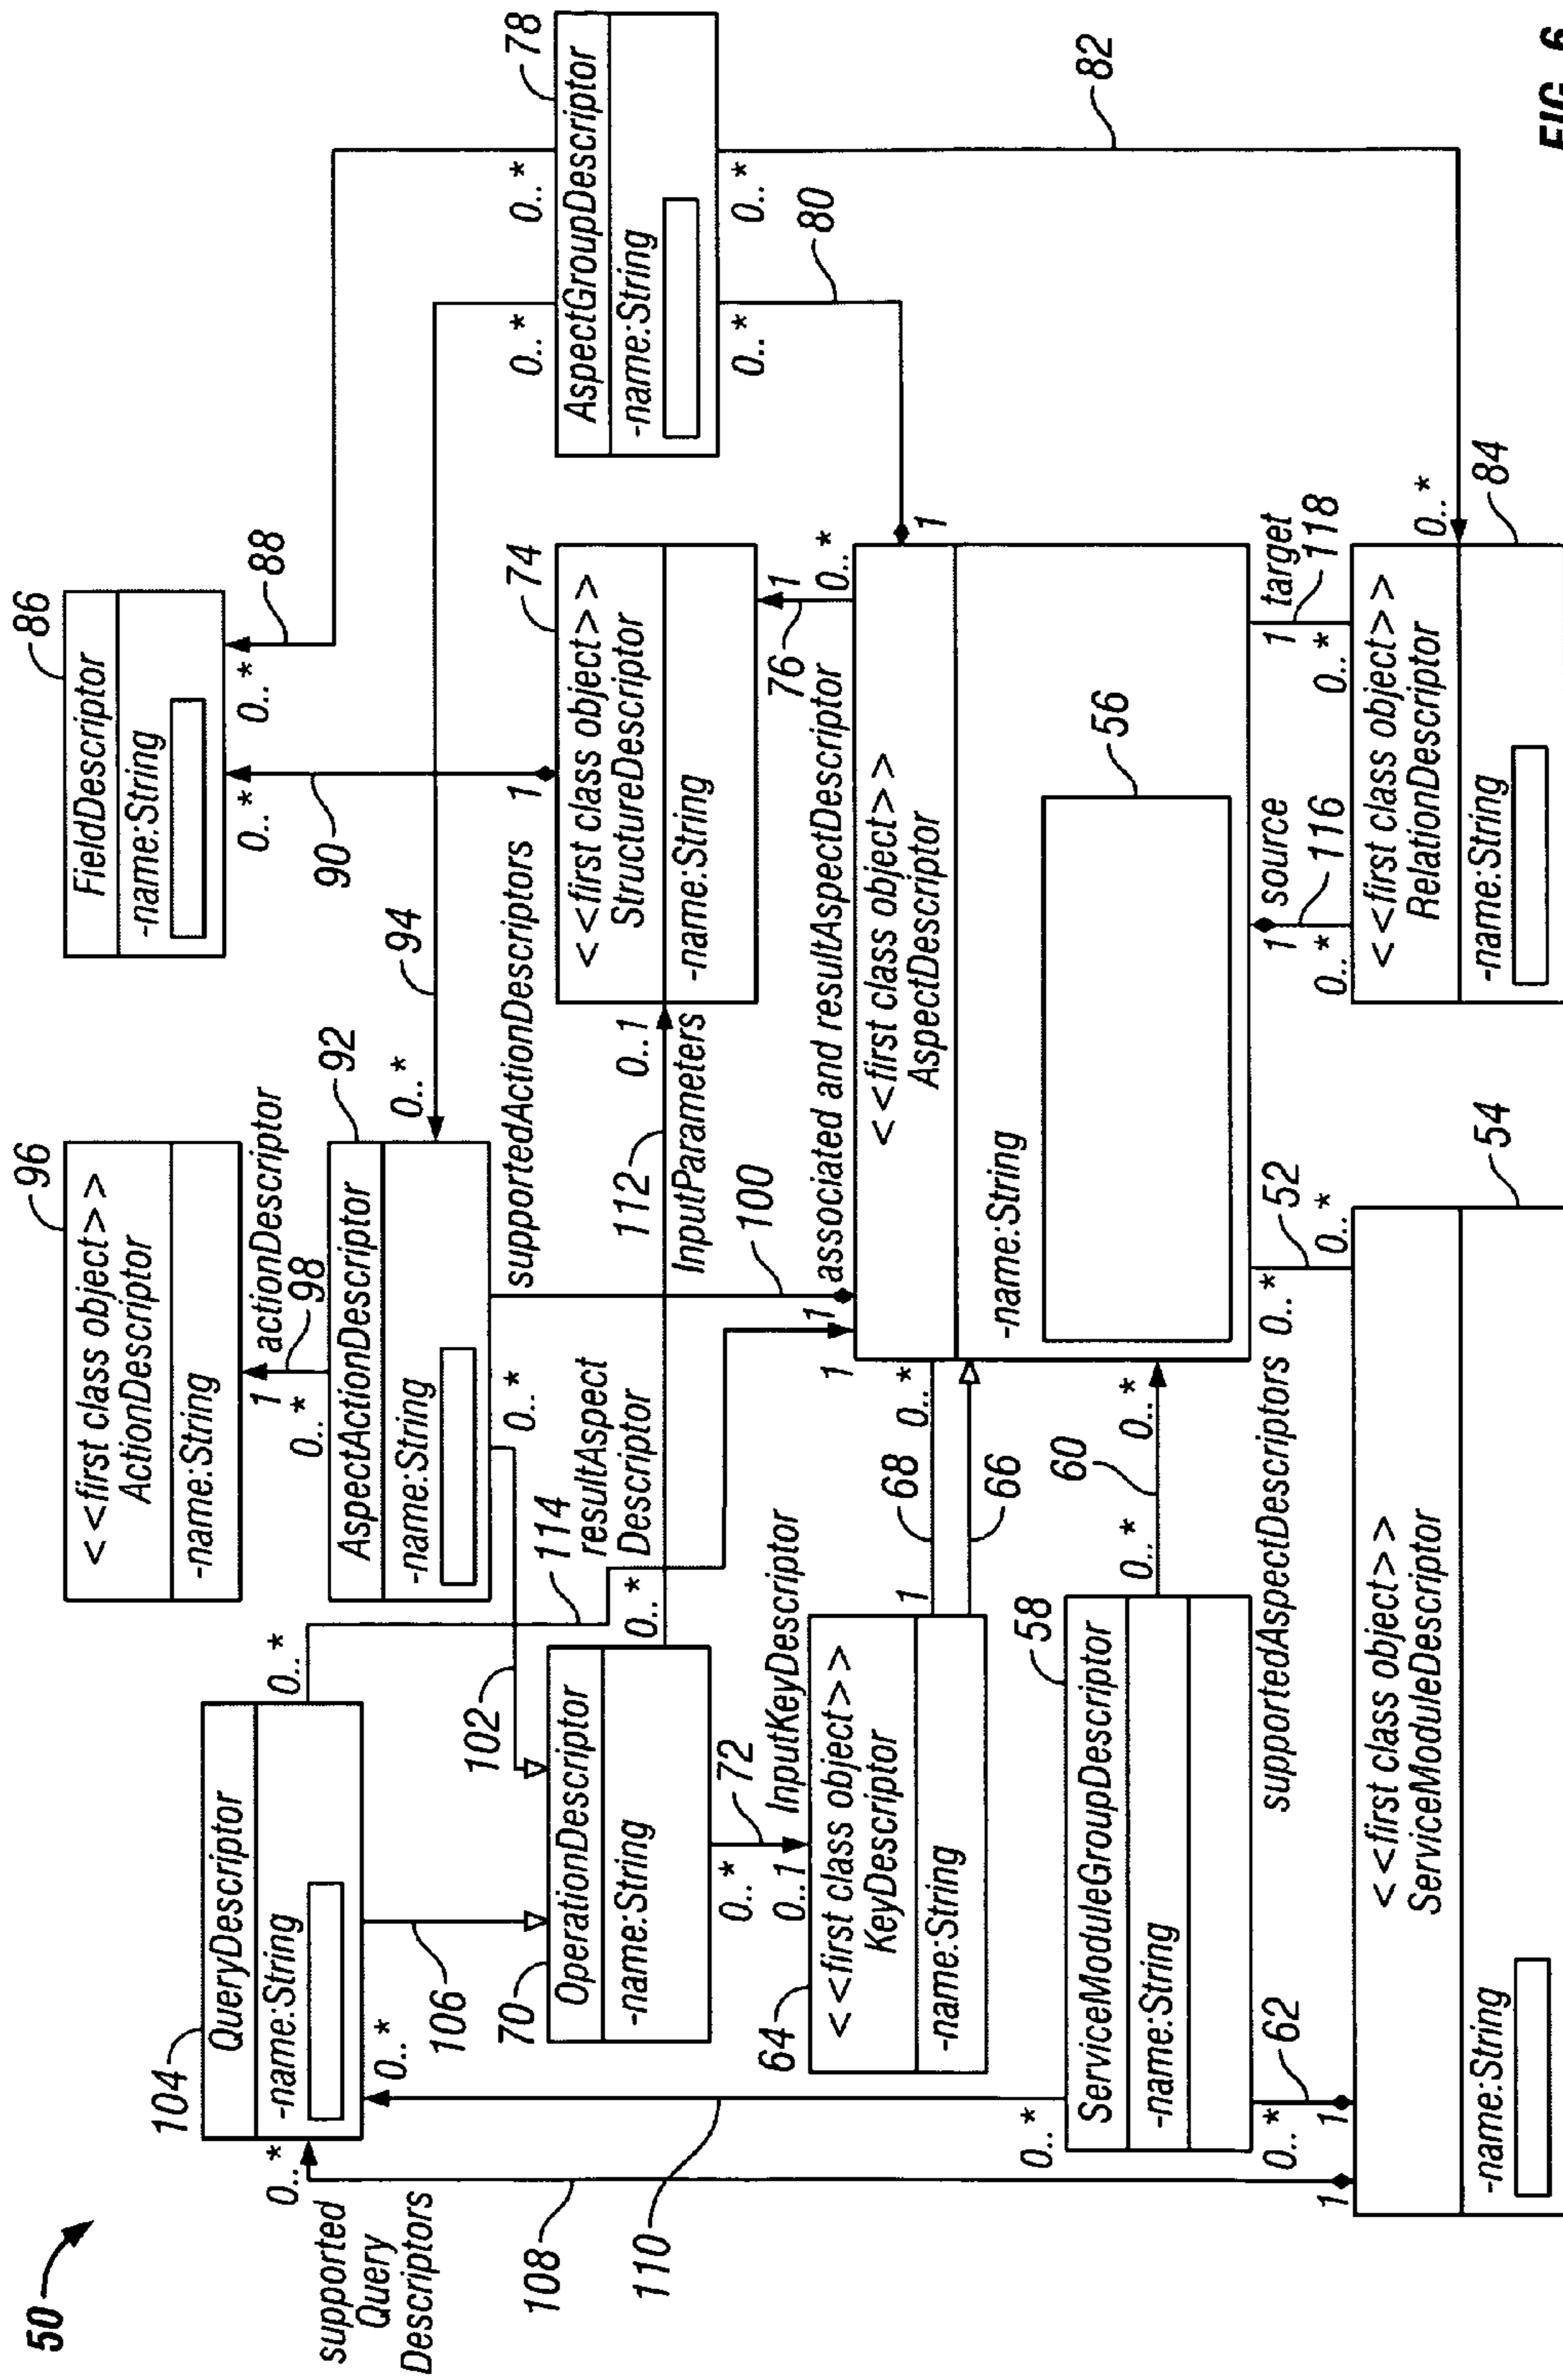 50
104
QueryDescriptor
-name:String
0..*
supported
Query
Descriptors
0..*
0..*
108
110
106
114
resultAspect
Descriptor
96
<<first class object>>
ActionDescriptor
-name:String
1
actionDescriptor
98
0..*
92
AspectActionDescriptor
-name:String
0..*
0..*
94
102
86
FieldDescriptor
-name:String
0..*
0..*
88
90
1
70
OperationDescriptor
-name:String
0..*
112
0..1
InputParameters
supportedActionDescriptors
100
74
<<first class object>>
StructureDescriptor
-name:String
1
76
0..*
78
AspectGroupDescriptor
-name:String
0..*
0..*
0..*
0..*
80
82
1
0..*
72
0..1
InputKeyDescriptor
64
<<first class object>>
KeyDescriptor
-name:String
1
68
66
0..*
1
1
associated and resultAspectDescriptor
<<first class object>>
AspectDescriptor
-name:String
56
58
ServiceModuleGroupDescriptor
-name:String
0..*
0..*
60
0..*
0..*
62
1
1
supportedAspectDescriptors
0..*
52
0..*
1
source
0..*
116
1
target
0..*
118
0..*
54
<<first class object>>
ServiceModuleDescriptor
-name:String
84
<<first class object>>
RelationDescriptor
-name:String
FIG. 6